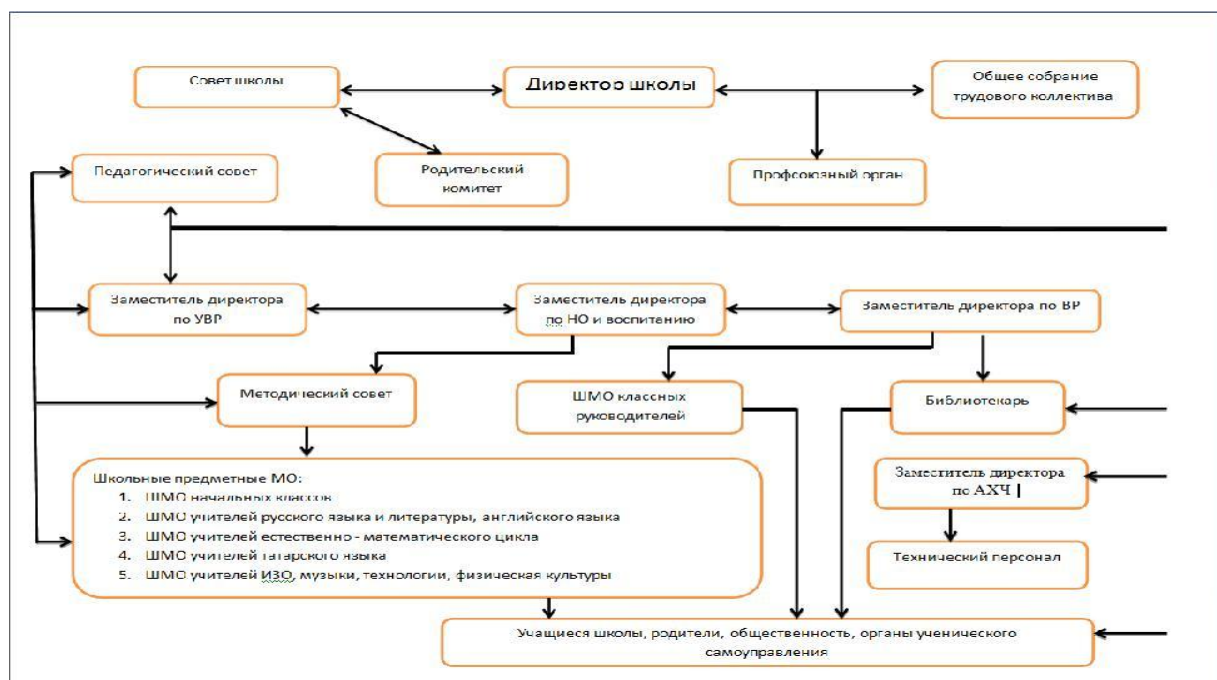 Совет школы
Директор школы
Общее собрание
трудового коллектива
Педагогический совет
Родительский
комитет
Профсоюзный орган
Заместитель директора
по УВР
Заместитель директора
по НО и воспитанию
Заместитель директора по ВР
Методический совет
ШМО классных
руководителей
Библиотекарь
Школьные предметные МО:
1. ШМО начальных классов
2. ШМО учителей русского языка и литературы, английского языка
3. ШМО учителей естественно - математического цикла
4. ШМО учителей татарского языка
5. ШМО учителей ИЗО, музыки, технологии, физическая культуры
Заместитель директора
по АХЧ
Технический персонал
Учащиеся школы, родители, общественность, органы ученического
самоуправления